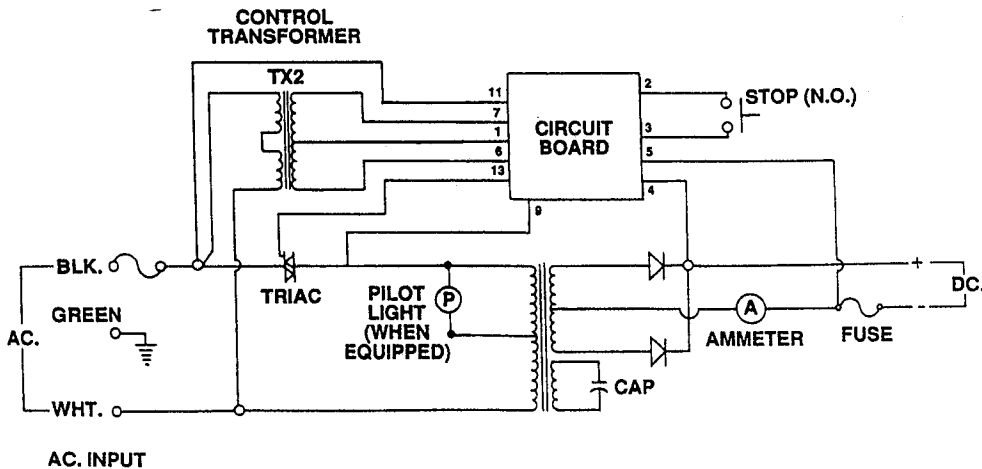 CONTROL
TRANSFORMER
TX2
11
7
1
6
13
9
CIRCUIT
BOARD
2
3
5
4
STOP (N.O.)
BLK.
TRIAC
GREEN
AC.
WHT.
AC. INPUT
PILOT
LIGHT
(WHEN
EQUIPPED)
P
A
AMMETER
FUSE
+
DC.
CAP